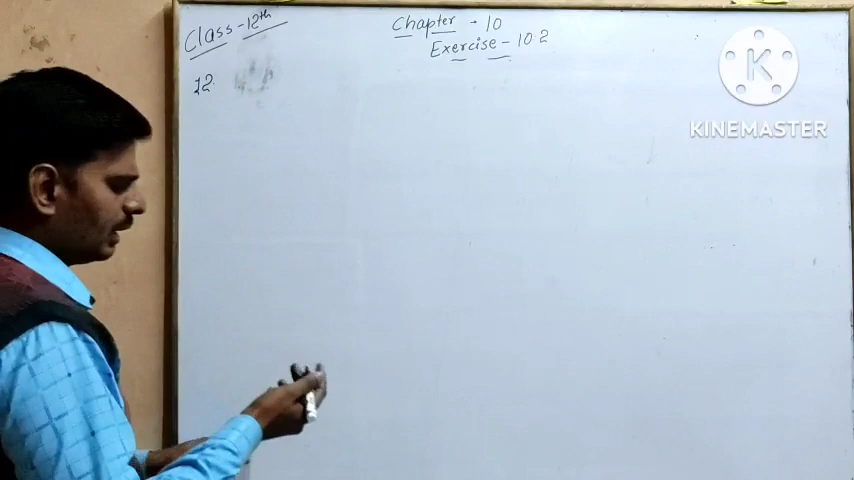 Class - 12th
Chapter - 10
Exercise - 10.2
12
KINEMASTER